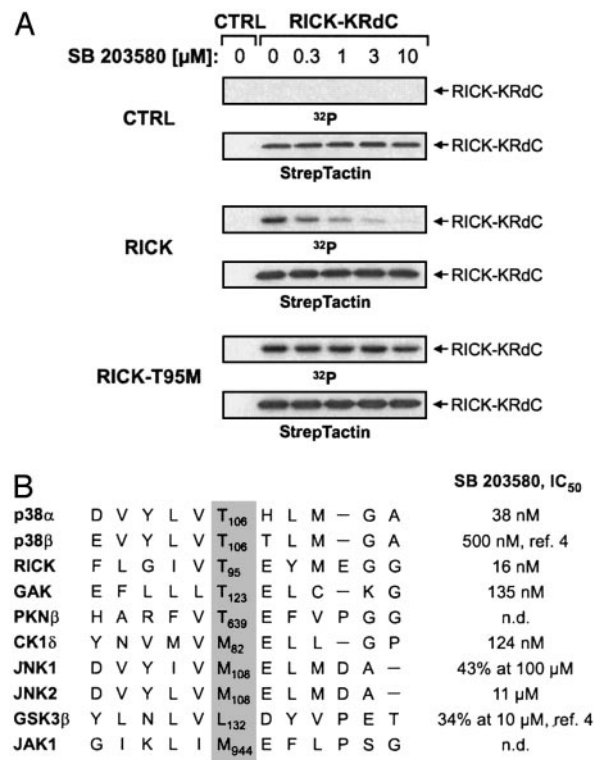 A
CTRL RICK-KRdC
SB 203580 [µM]: 0 0 0.3 1 3 10
←RICK-KRdC
CTRL
³²P
←RICK-KRdC
StrepTactin
←RICK-KRdC
RICK
³²P
←RICK-KRdC
StrepTactin
←RICK-KRdC
RICK-T95M
³²P
←RICK-KRdC
StrepTactin
B
SB 203580, IC₅₀
p38α D V Y L V T₁₀₆ H L M – G A 38 nM
p38β E V Y L V T₁₀₆ T L M – G A 500 nM, ref. 4
RICK F L G I V T₉₅ E Y M E G G 16 nM
GAK E F L L L T₁₂₃ E L C – K G 135 nM
PKNβ H A R F V T₆₃₉ E F V P G G n.d.
CK1δ Y N V M V M₈₂ E L L – G P 124 nM
JNK1 D V Y I V M₁₀₈ E L M D A – 43% at 100 µM
JNK2 D V Y L V M₁₀₈ E L M D A – 11 µM
GSK3β Y L N L V L₁₃₂ D Y V P E T 34% at 10 µM, ref. 4
JAK1 G I K L I M₉₄₄ E F L P S G n.d.